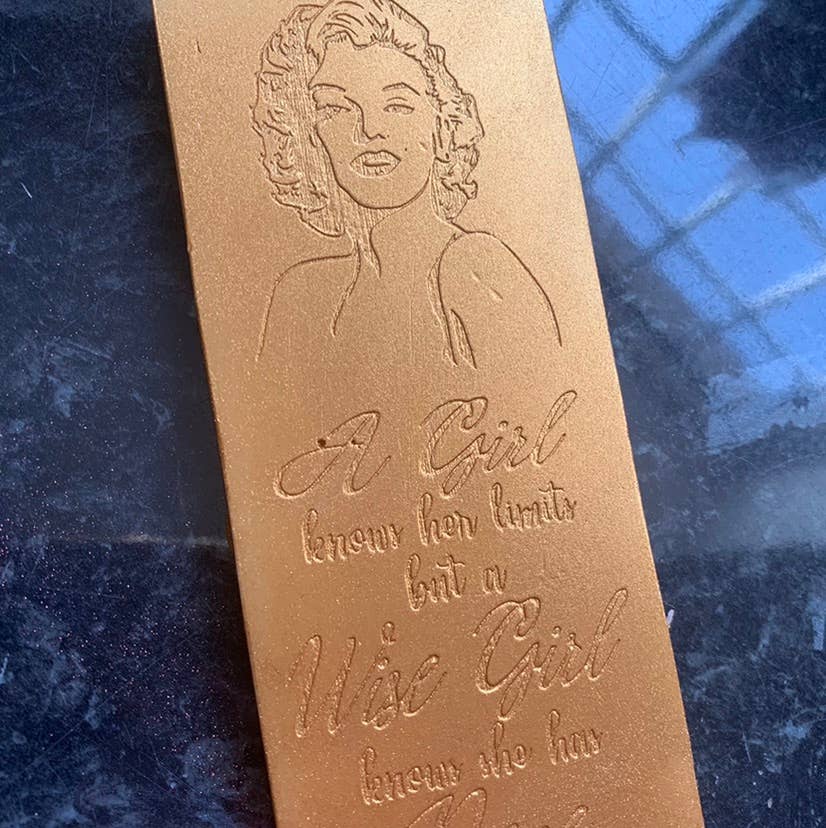 A Girl
knows her limits
but a
Wise Girl
knows she has